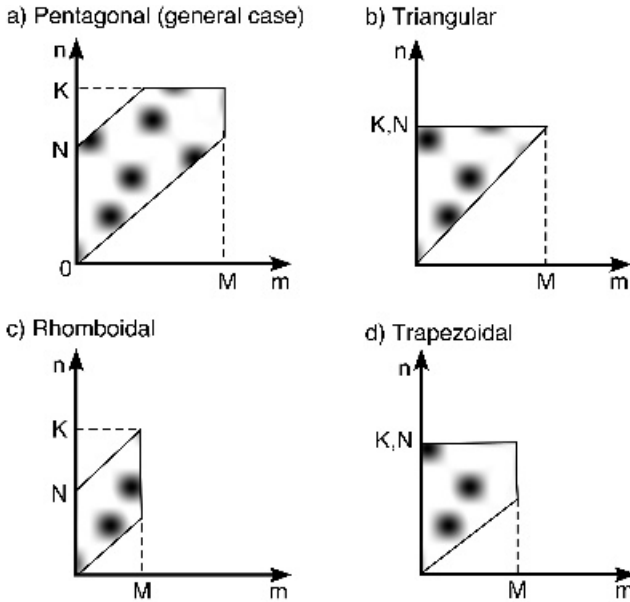 a) Pentagonal (general case)
n
K
N
0
M
m
b) Triangular
n
K,N
M
m
c) Rhomboidal
n
K
N
M
m
d) Trapezoidal
n
K,N
M
m